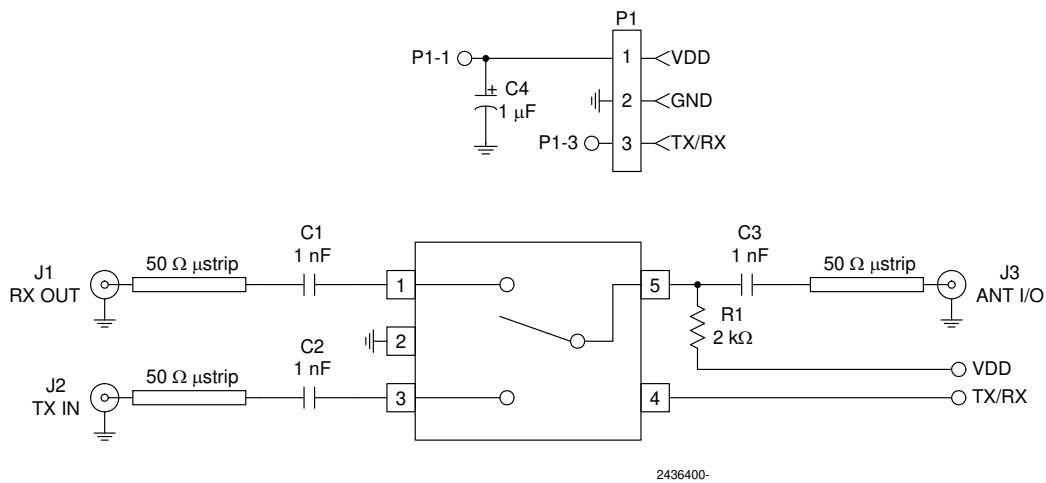 P1
P1-1
1
VDD
+ C4
1 µF
2
GND
P1-3
3
TX/RX
C1
1 nF
C3
1 nF
J1
RX OUT
50 Ω µstrip
1
5
50 Ω µstrip
J3
ANT I/O
R1
2 kΩ
2
C2
1 nF
VDD
J2
TX IN
50 Ω µstrip
3
4
TX/RX
2436400-